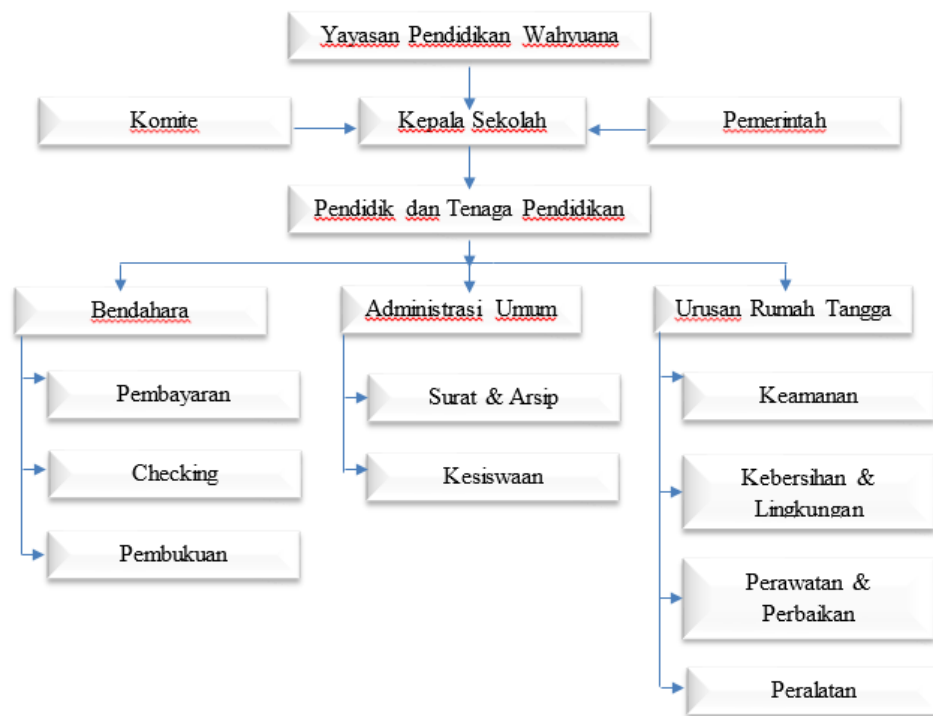 Yayasan Pendidikan Wahyuana
Komite
Kepala Sekolah
Pemerintah
Pendidik dan Tenaga Pendidikan
Bendahara
Administrasi Umum
Urusan Rumah Tangga
Pembayaran
Surat & Arsip
Keamanan
Checking
Kesiswaan
Kebersihan &
Lingkungan
Pembukuan
Perawatan &
Perbaikan
Peralatan